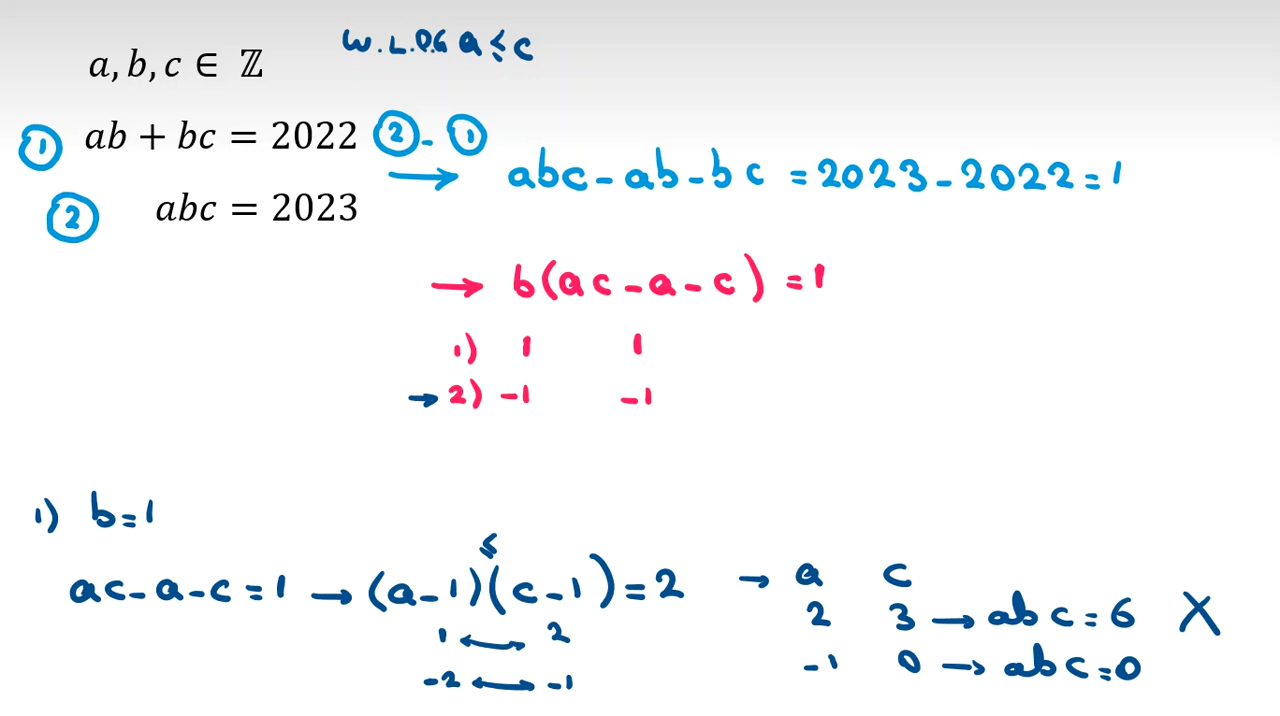 a, b, c ∈ ℤ W.L.O.G a ≤ c
① ab + bc = 2022 ② - ①
② abc = 2023 → abc - ab - bc = 2023 - 2022 = 1
→ b(ac - a - c) = 1
1) 1 1
→ 2) -1 -1
1) b = 1
≤
ac - a - c = 1 → (a - 1)(c - 1) = 2 → a c
1 ↔ 2 2 3 → abc = 6 X
-2 ↔ -1 -1 0 → abc = 0